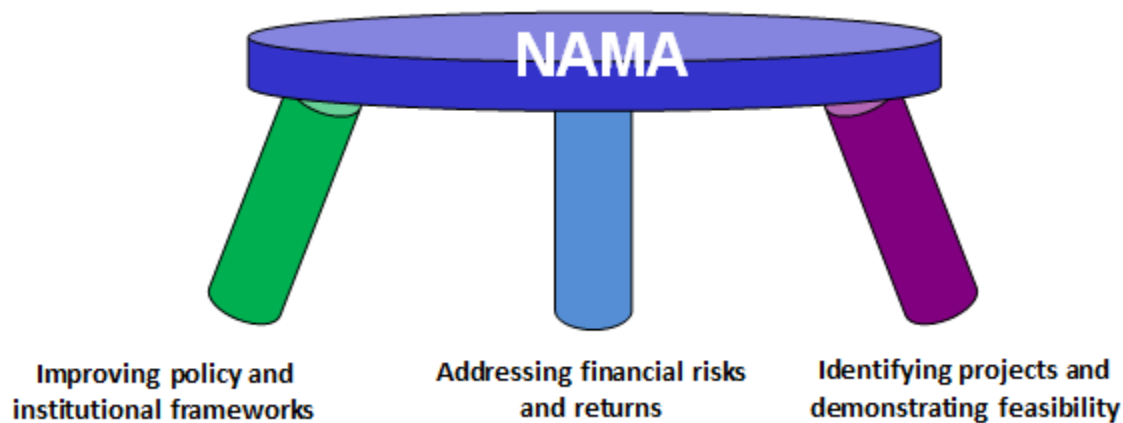 NAMA
Improving policy and
institutional frameworks
Addressing financial risks
and returns
Identifying projects and
demonstrating feasibility